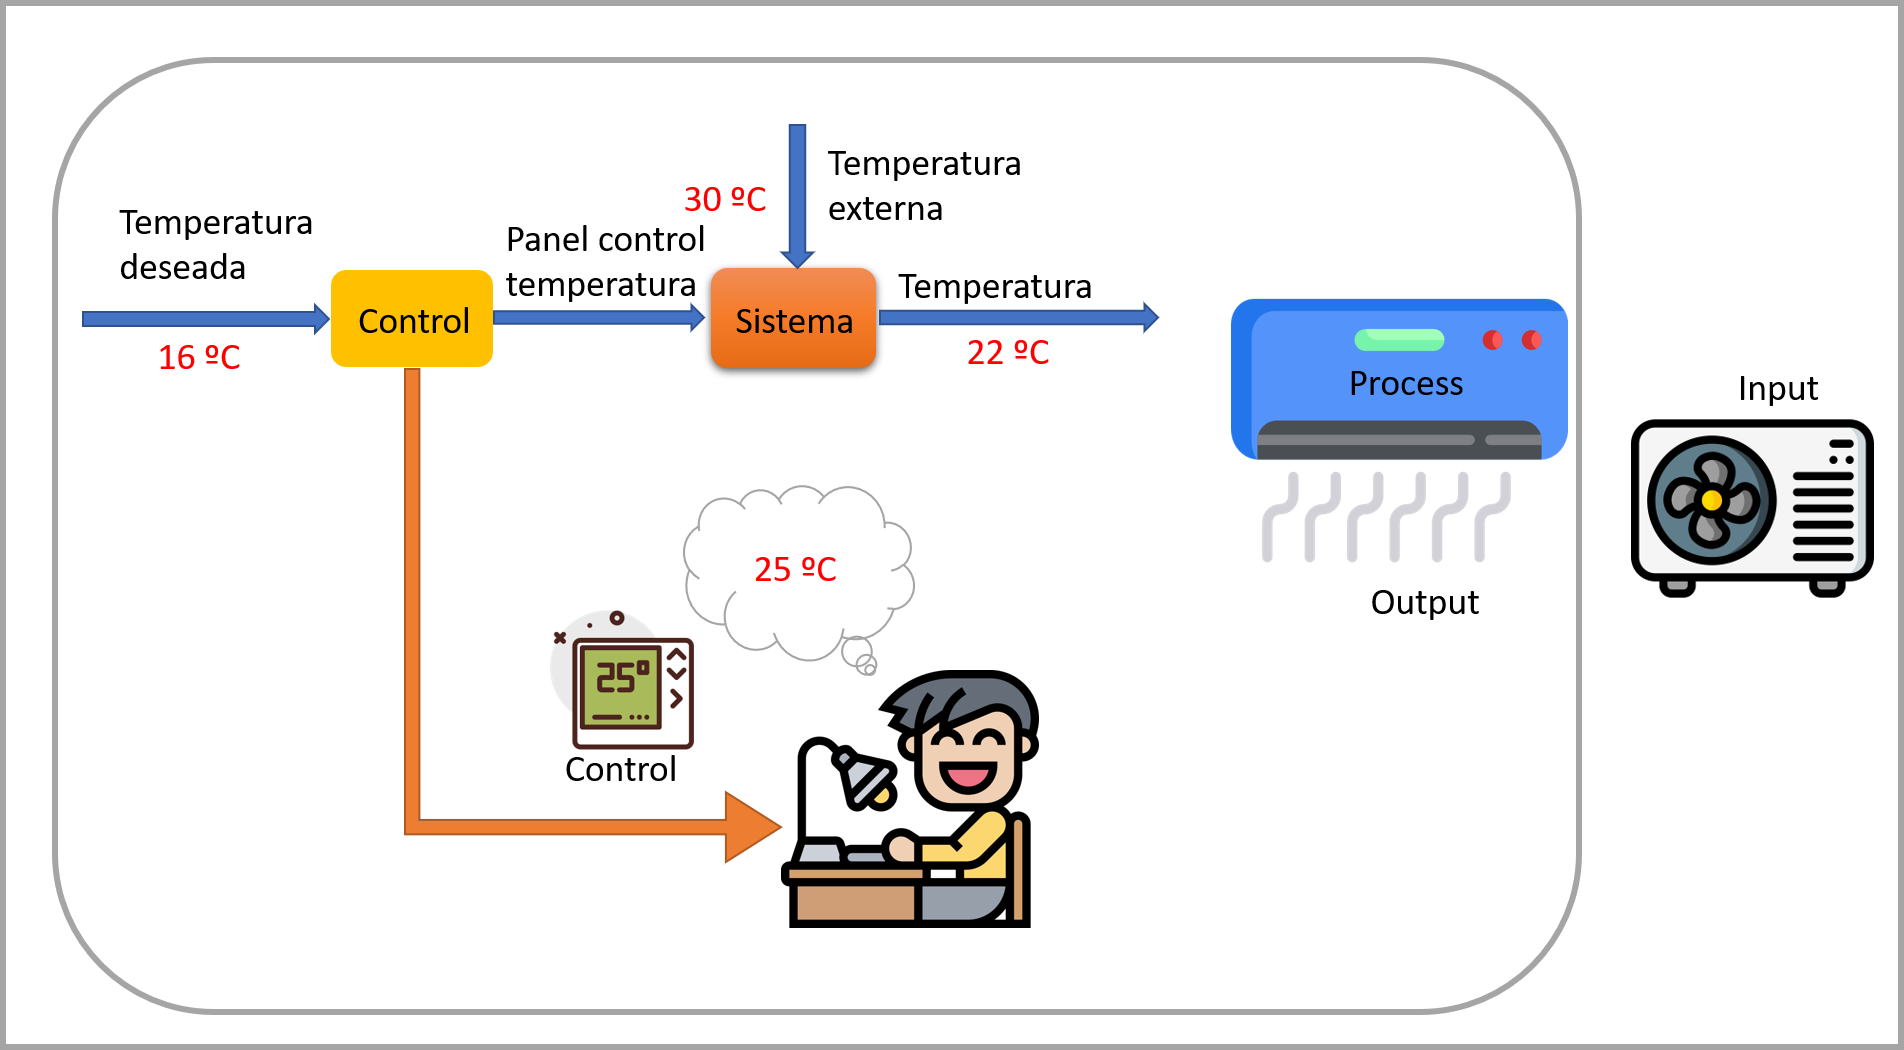 Temperatura
deseada
16 ºC
Control
Panel control
temperatura
30 ºC
Temperatura
externa
Sistema
Temperatura
22 ºC
Process
Input
Output
25 ºC
25º
Control